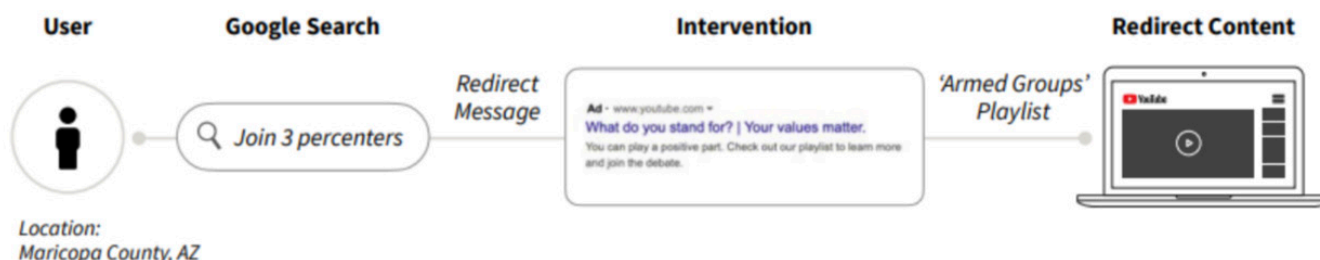 User
Google Search
Intervention
Redirect Content
Redirect
Message
'Armed Groups'
Playlist
Join 3 percenters
Ad · www.youtube.com
What do you stand for? | Your values matter.
You can play a positive part. Check out our playlist to learn more
and join the debate.
YouTube
Location:
Maricopa County, AZ